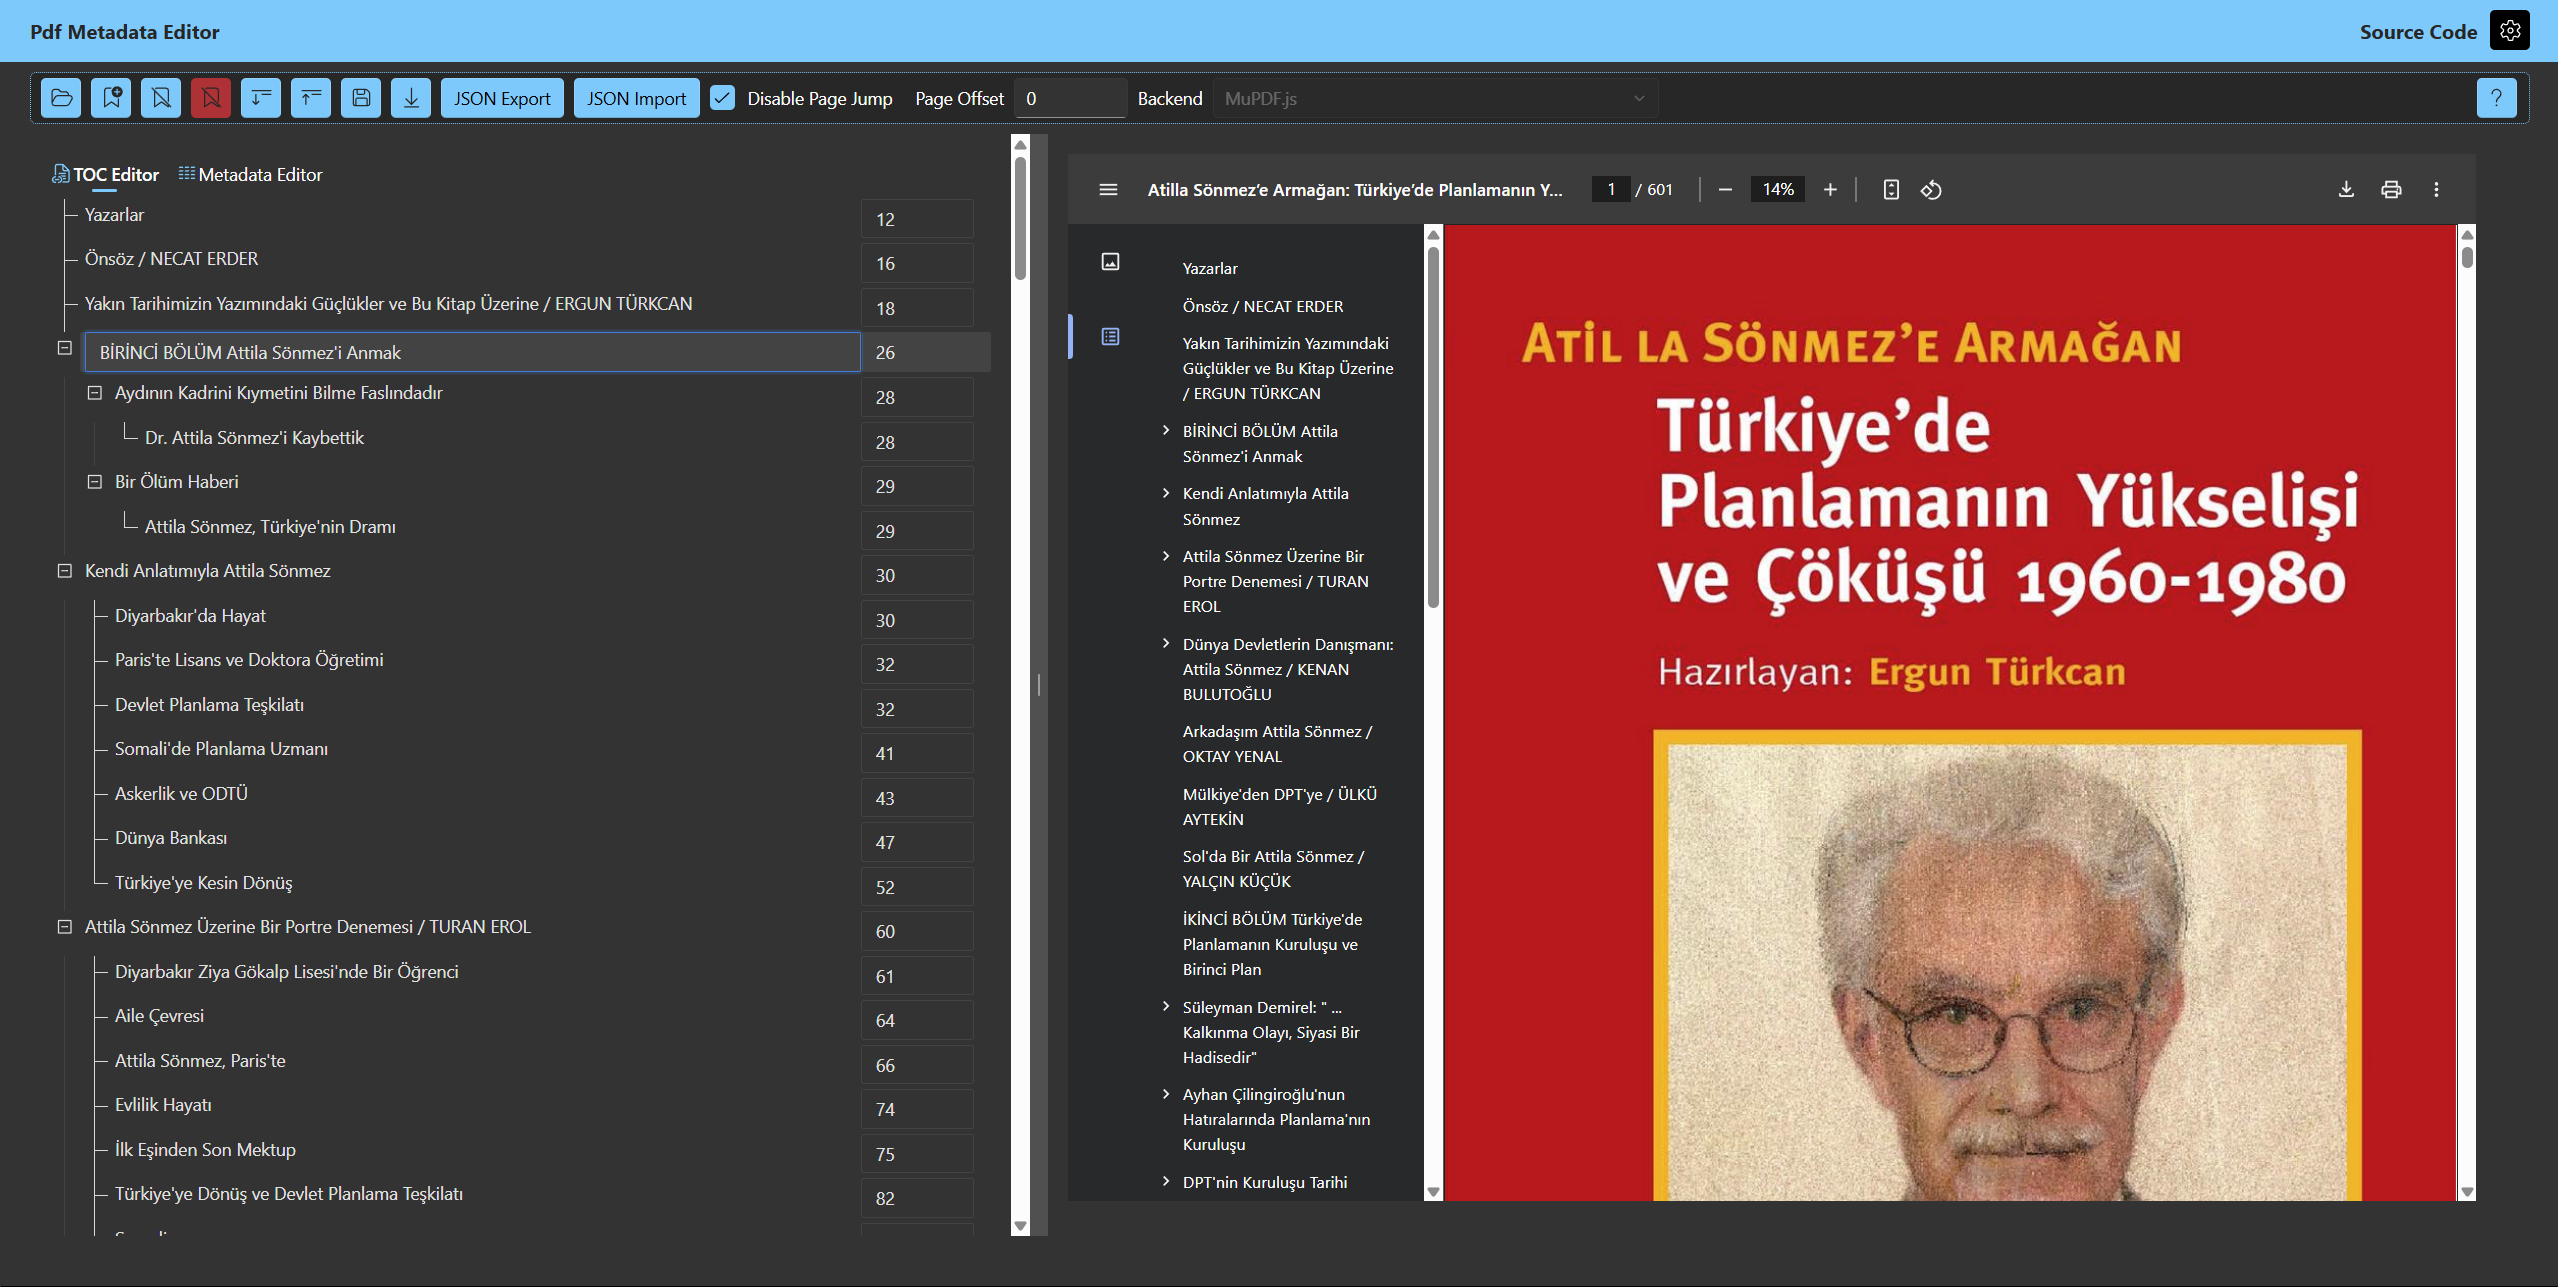 Pdf Metadata Editor
Source Code
JSON Export
JSON Import
Disable Page Jump
Page Offset
0
Backend
MuPDF.js
?
TOC Editor
Metadata Editor
Yazarlar 12
Önsöz / NECAT ERDER 16
Yakın Tarihimizin Yazımındaki Güçlükler ve Bu Kitap Üzerine / ERGUN TÜRKCAN 18
BİRİNCİ BÖLÜM Attila Sönmez'i Anmak 26
Aydının Kadrini Kıymetini Bilme Faslındadır 28
Dr. Attila Sönmez'i Kaybettik 28
Bir Ölüm Haberi 29
Attila Sönmez, Türkiye'nin Dramı 29
Kendi Anlatımıyla Attila Sönmez 30
Diyarbakır'da Hayat 30
Paris'te Lisans ve Doktora Öğretimi 32
Devlet Planlama Teşkilatı 32
Somali'de Planlama Uzmanı 41
Askerlik ve ODTÜ 43
Dünya Bankası 47
Türkiye'ye Kesin Dönüş 52
Attila Sönmez Üzerine Bir Portre Denemesi / TURAN EROL 60
Diyarbakır Ziya Gökalp Lisesi'nde Bir Öğrenci 61
Aile Çevresi 64
Attila Sönmez, Paris'te 66
Evlilik Hayatı 74
İlk Eşinden Son Mektup 75
Türkiye'ye Dönüş ve Devlet Planlama Teşkilatı 82
Atilla Sönmez’e Armağan: Türkiye’de Planlamanın Y...
1 / 601
14%
Yazarlar
Önsöz / NECAT ERDER
Yakın Tarihimizin Yazımındaki
Güçlükler ve Bu Kitap Üzerine
/ ERGUN TÜRKCAN
BİRİNCİ BÖLÜM Attila
Sönmez'i Anmak
Kendi Anlatımıyla Attila
Sönmez
Attila Sönmez Üzerine Bir
Portre Denemesi / TURAN
EROL
Dünya Devletlerin Danışmanı:
Attila Sönmez / KENAN
BULUTOĞLU
Arkadaşım Attila Sönmez /
OKTAY YENAL
Mülkiye'den DPT'ye / ÜLKÜ
AYTEKİN
Sol'da Bir Attila Sönmez /
YALÇIN KÜÇÜK
İKİNCİ BÖLÜM Türkiye'de
Planlamanın Kuruluşu ve
Birinci Plan
Süleyman Demirel: " ...
Kalkınma Olayı, Siyasi Bir
Hadisedir"
Ayhan Çilingiroğlu'nun
Hatıralarında Planlama'nın
Kuruluşu
DPT'nin Kuruluşu Tarihi
ATİL LA SÖNMEZ’E ARMAĞAN
Türkiye’de
Planlamanın Yükselişi
ve Çöküşü 1960-1980
Hazırlayan: Ergun Türkcan